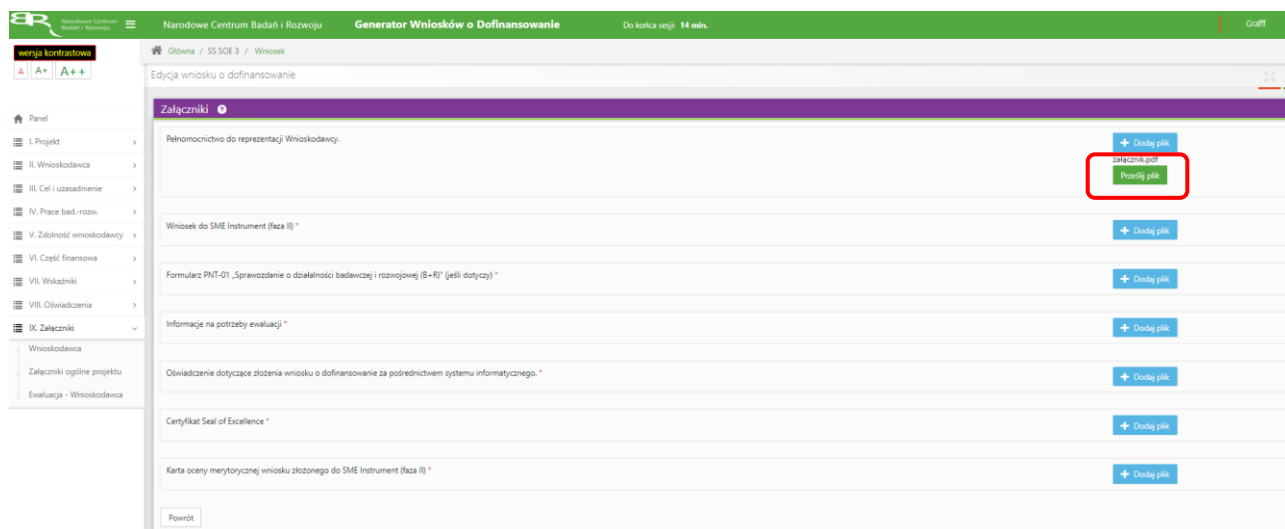 Narodowe Centrum
Badań i Rozwoju
Narodowe Centrum Badań i Rozwoju
Generator Wniosków o Dofinansowanie
Do końca sesji: 14 min.
Grafff
wersja kontrastowa
A A+ A++
Główna / SS SOE 3 / Wniosek
Edycja wniosku o dofinansowanie
Panel
I. Projekt
II. Wnioskodawca
III. Cel i uzasadnienie
IV. Prace bad.-rozw.
V. Zdolność wnioskodawcy
VI. Część finansowa
VII. Wskaźniki
VIII. Oświadczenia
IX. Załączniki
Wnioskodawca
Załączniki ogólne projektu
Ewaluacja - Wnioskodawca
Załączniki
Pełnomocnictwo do reprezentacji Wnioskodawcy.
+ Dodaj plik
załącznik.pdf
Prześlij plik
Wniosek do SME Instrument (faza II) *
+ Dodaj plik
Formularz PNT-01 „Sprawozdanie o działalności badawczej i rozwojowej (B+R)" (jeśli dotyczy) *
+ Dodaj plik
Informacje na potrzeby ewaluacji *
+ Dodaj plik
Oświadczenie dotyczące złożenia wniosku o dofinansowanie za pośrednictwem systemu informatycznego. *
+ Dodaj plik
Certyfikat Seal of Excellence *
+ Dodaj plik
Karta oceny merytorycznej wniosku złożonego do SME Instrument (faza II) *
+ Dodaj plik
Powrót